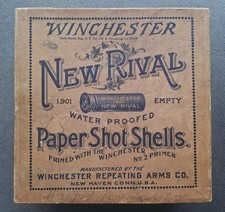 WINCHESTER
NEW RIVAL
1901 EMPTY
WINCHESTER
NEW RIVAL
WATER PROOFED
Paper Shot Shells.
PRIMED WITH THE WINCHESTER No 2 PRIMER
MANUFACTURED BY THE
WINCHESTER REPEATING ARMS CO.
NEW HAVEN CONN. U.S.A.